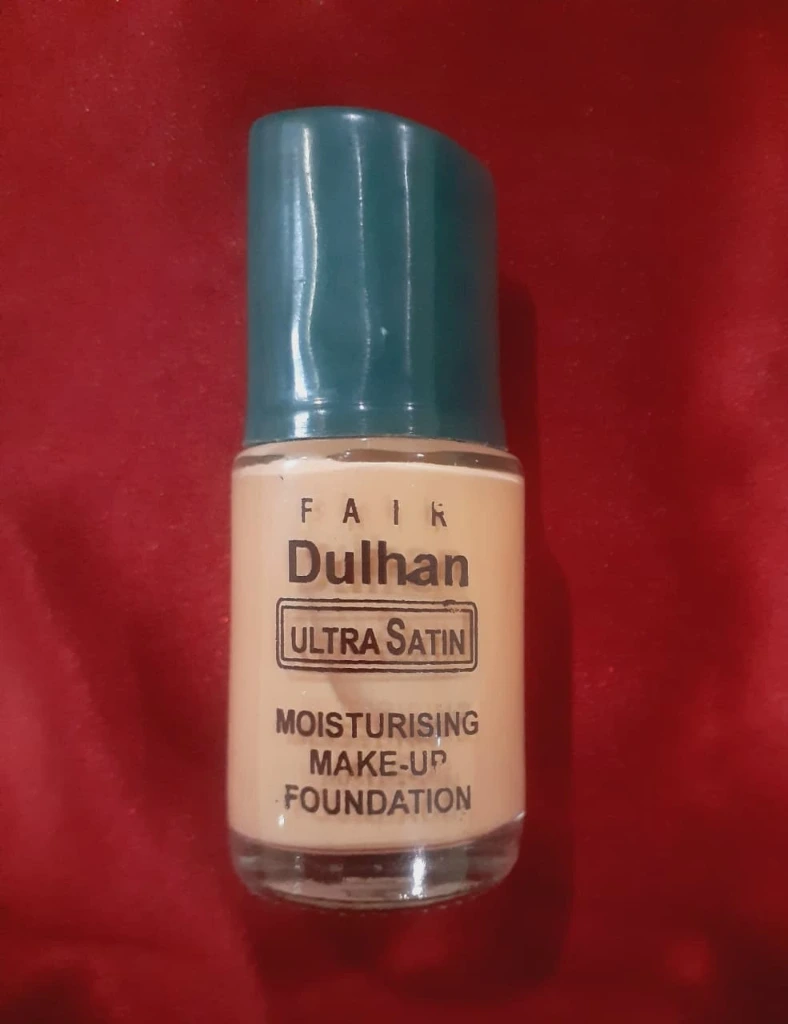 FAIR
Dulhan
ULTRA SATIN
MOISTURISING
MAKE-UP
FOUNDATION